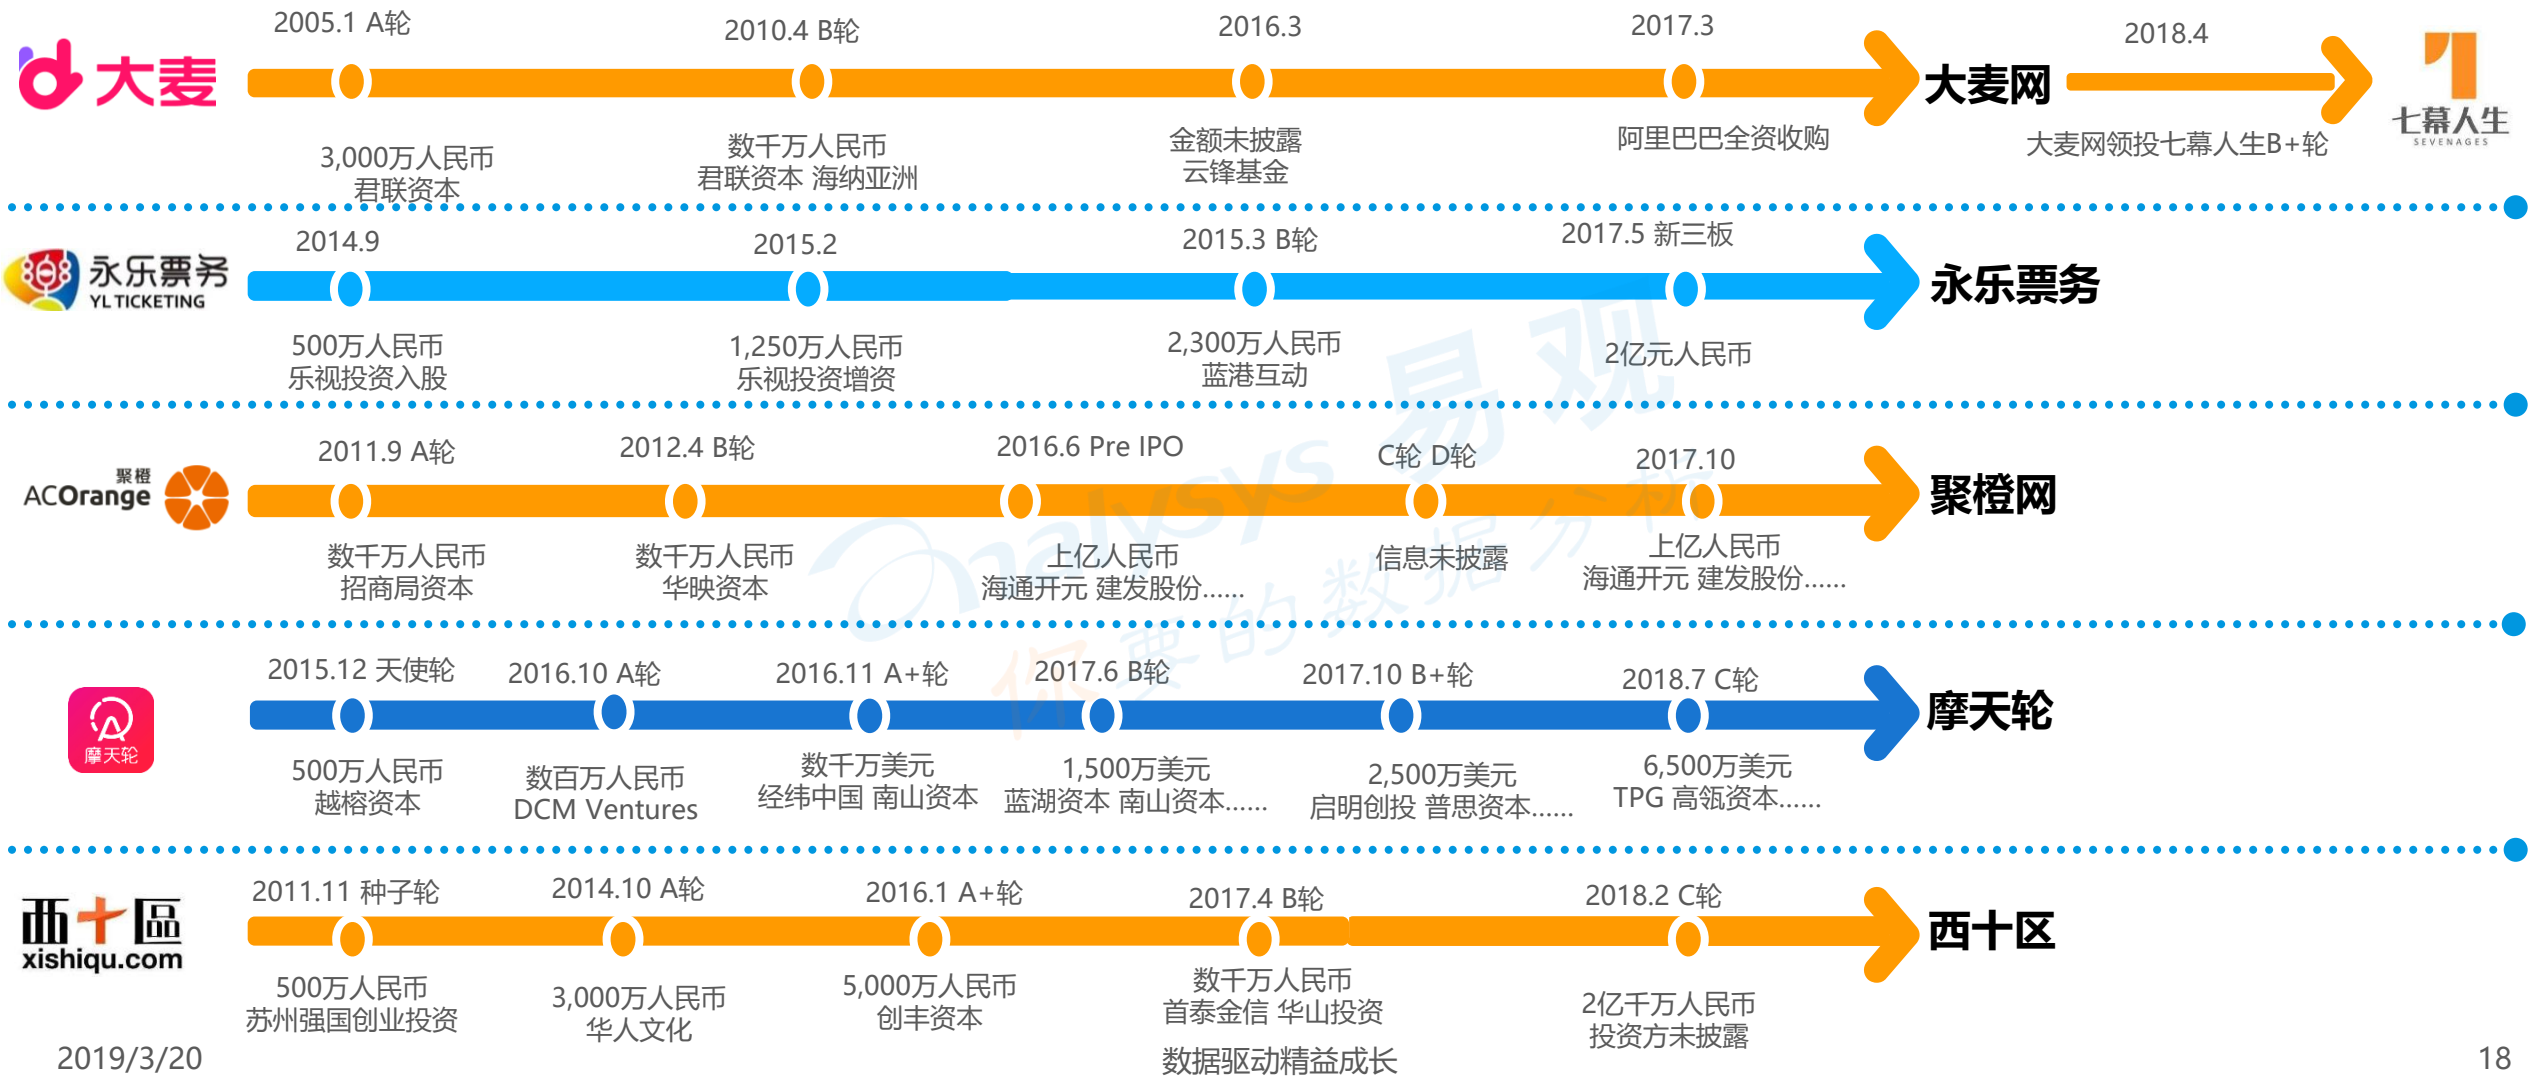 2005.1 A轮
2010.4 B轮
2016.3
2017.3
2018.4
大麦
大麦网
七幕人生
SEVENAGES
3,000万人民币
君联资本
数千万人民币
君联资本 海纳亚洲
金额未披露
云锋基金
阿里巴巴全资收购
大麦网领投七幕人生B+轮
2014.9
2015.2
2015.3 B轮
2017.5 新三板
永乐票务
YL TICKETING
永乐票务
500万人民币
乐视投资入股
1,250万人民币
乐视投资增资
2,300万人民币
蓝港互动
2亿元人民币
2011.9 A轮
2012.4 B轮
2016.6 Pre IPO
C轮 D轮
2017.10
聚橙
ACOrange
聚橙网
数千万人民币
招商局资本
数千万人民币
华映资本
上亿人民币
海通开元 建发股份......
信息未披露
上亿人民币
海通开元 建发股份......
analysys 易观
你要的数据分析
2015.12 天使轮
2016.10 A轮
2016.11 A+轮
2017.6 B轮
2017.10 B+轮
2018.7 C轮
摩天轮
摩天轮
500万人民币
越榕资本
数百万人民币
DCM Ventures
数千万美元
经纬中国 南山资本
1,500万美元
蓝湖资本 南山资本......
2,500万美元
启明创投 普思资本......
6,500万美元
TPG 高瓴资本......
2011.11 种子轮
2014.10 A轮
2016.1 A+轮
2017.4 B轮
2018.2 C轮
西十區
xishiqu.com
西十区
500万人民币
苏州强国创业投资
3,000万人民币
华人文化
5,000万人民币
创丰资本
数千万人民币
首泰金信 华山投资
2亿千万人民币
投资方未披露
2019/3/20
数据驱动精益成长
18